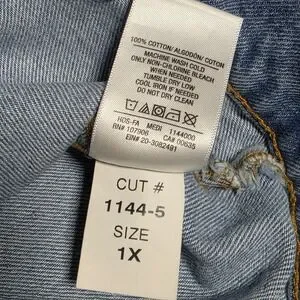 100% COTTON/ALGODÓN/ COTON
MACHINE WASH COLD
ONLY NON-CHLORINE BLEACH
WHEN NEEDED
TUMBLE DRY LOW
COLD IRON IF NEEDED
DO NOT DRY CLEAN
HDS-FA MEDI 1144000
RN# 107906 CA# 00635
EIN# 20-3082481
CUT #
1144-5
SIZE
1X